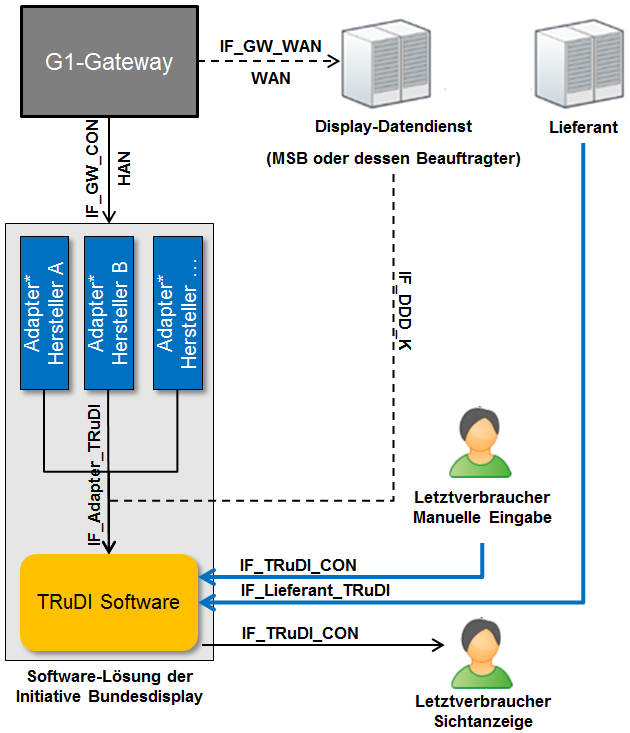 G1-Gateway
IF_GW_WAN
WAN
Display-Datendienst
(MSB oder dessen Beauftragter)
Lieferant
IF_GW_CON
HAN
Adapter*
Hersteller A
Adapter*
Hersteller B
Adapter*
Hersteller ...
IF_DDD_K
IF_Adapter_TRuDI
Letztverbraucher
Manuelle Eingabe
IF_TRuDI_CON
IF_Lieferant_TRuDI
TRuDI Software
IF_TRuDI_CON
Software-Lösung der
Initiative Bundesdisplay
Letztverbraucher
Sichtanzeige